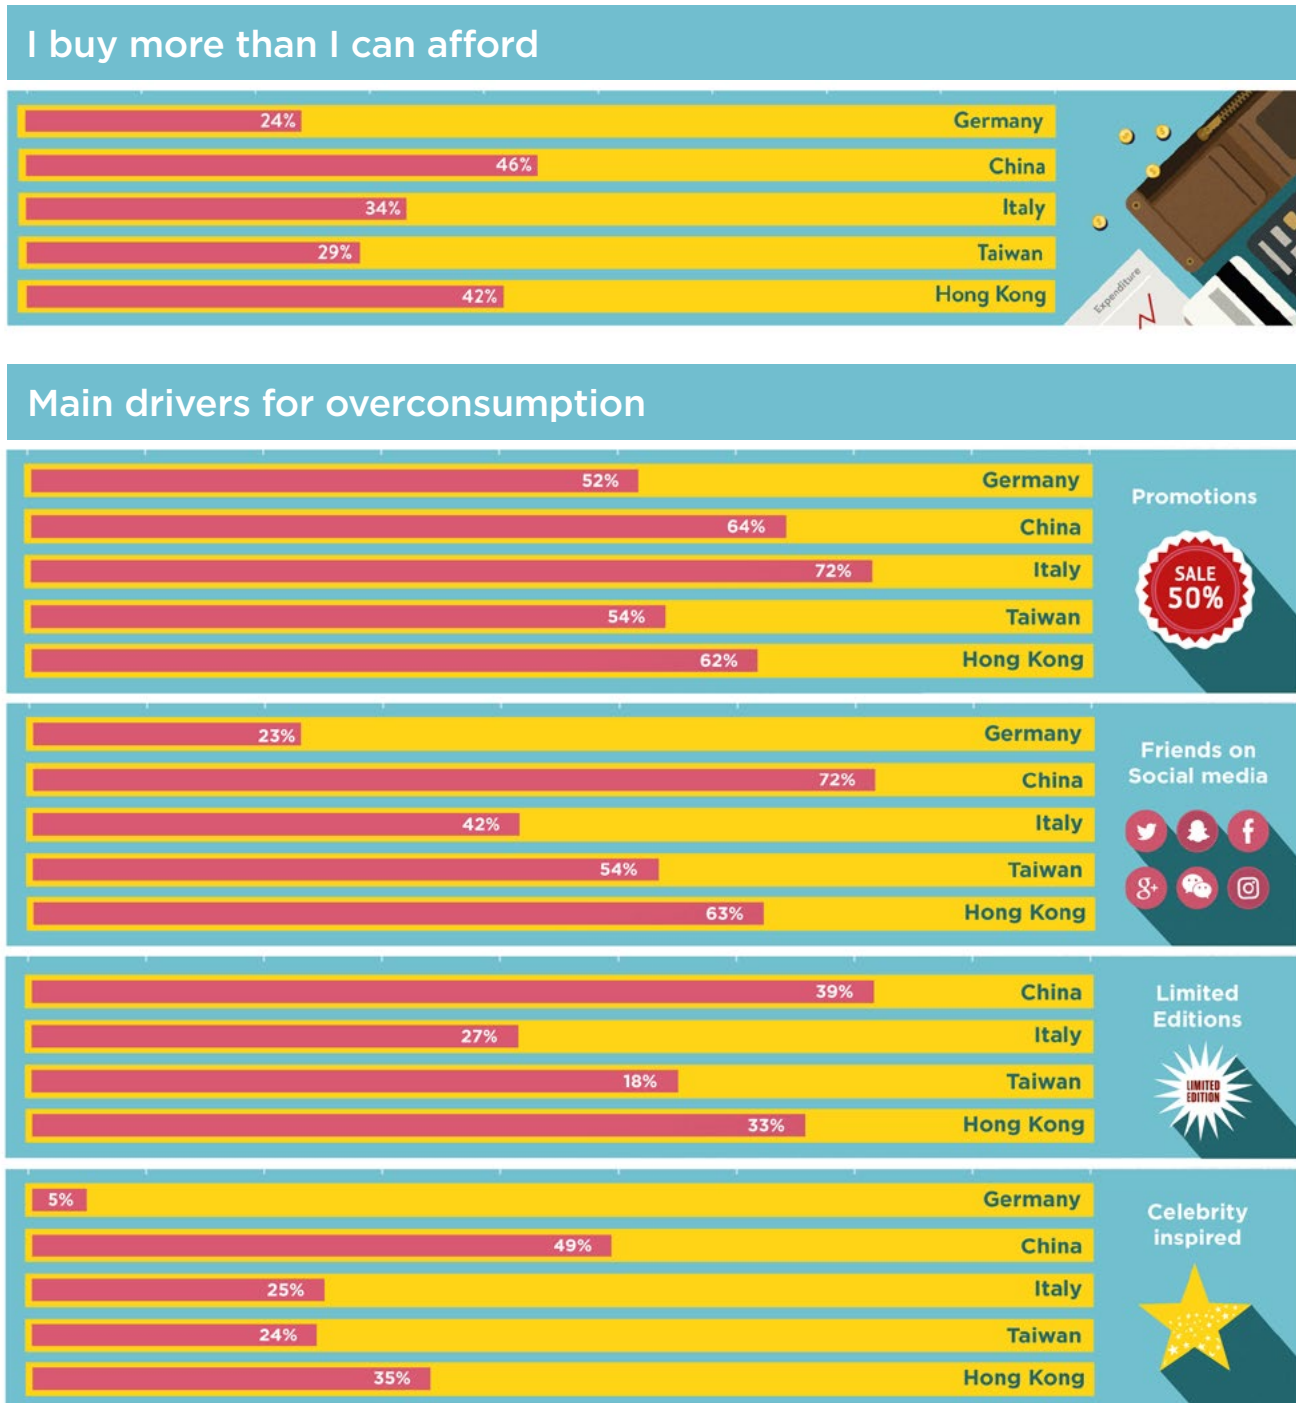 I buy more than I can afford
24% Germany
46% China
34% Italy
29% Taiwan
42% Hong Kong
Expenditure
Main drivers for overconsumption
Promotions
SALE
50%
52% Germany
64% China
72% Italy
54% Taiwan
62% Hong Kong
Friends on
Social media
23% Germany
72% China
42% Italy
54% Taiwan
63% Hong Kong
f
g+
Limited
Editions
LIMITED
EDITION
39% China
27% Italy
18% Taiwan
33% Hong Kong
Celebrity
inspired
5% Germany
49% China
25% Italy
24% Taiwan
35% Hong Kong